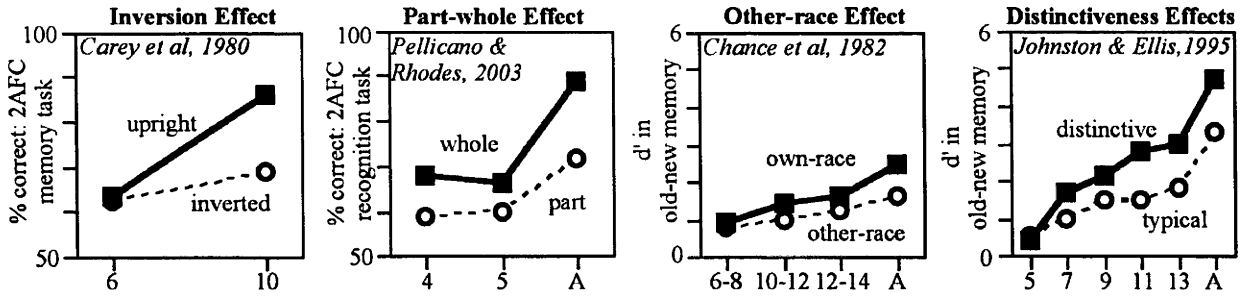 Inversion Effect
% correct: 2AFC
memory task
100
50
Carey et al, 1980
upright
inverted
6 10
Part-whole Effect
% correct: 2AFC
recognition task
100
50
Pellicano &
Rhodes, 2003
whole
part
4 5 A
Other-race Effect
d' in
old-new memory
6
0
Chance et al, 1982
own-race
other-race
6-8 10-12 12-14 A
Distinctiveness Effects
d' in
old-new memory
6
0
Johnston & Ellis, 1995
distinctive
typical
5 7 9 11 13 A